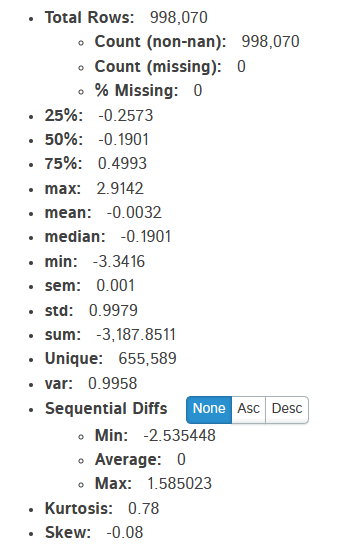 Total Rows: 998,070
Count (non-nan): 998,070
Count (missing): 0
% Missing: 0
25%: -0.2573
50%: -0.1901
75%: 0.4993
max: 2.9142
mean: -0.0032
median: -0.1901
min: -3.3416
sem: 0.001
std: 0.9979
sum: -3,187.8511
Unique: 655,589
var: 0.9958
Sequential Diffs None Asc Desc
Min: -2.535448
Average: 0
Max: 1.585023
Kurtosis: 0.78
Skew: -0.08